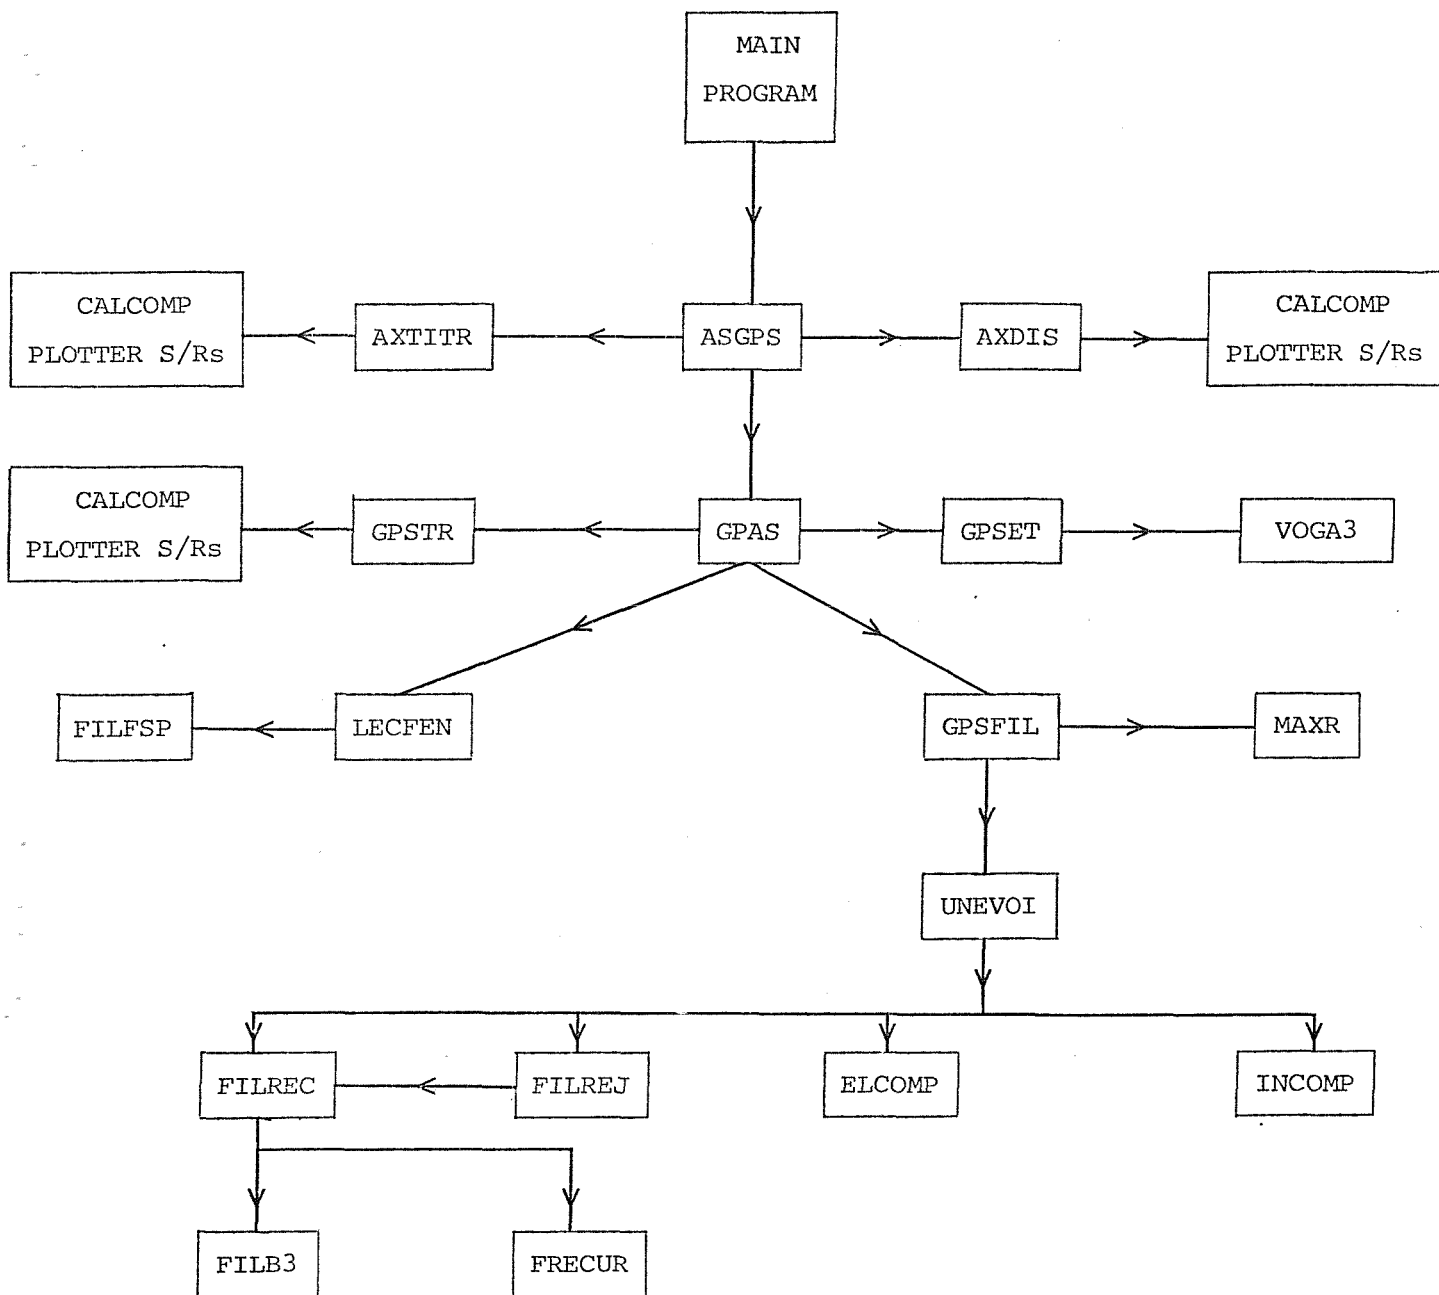 MAIN
PROGRAM
CALCOMP
PLOTTER S/Rs
AXTITR
ASGPS
AXDIS
CALCOMP
PLOTTER S/Rs
CALCOMP
PLOTTER S/Rs
GPSTR
GPAS
GPSET
VOGA3
FILFSP
LECFEN
GPSFIL
MAXR
UNEVOI
FILREC
FILREJ
ELCOMP
INCOMP
FILB3
FRECUR